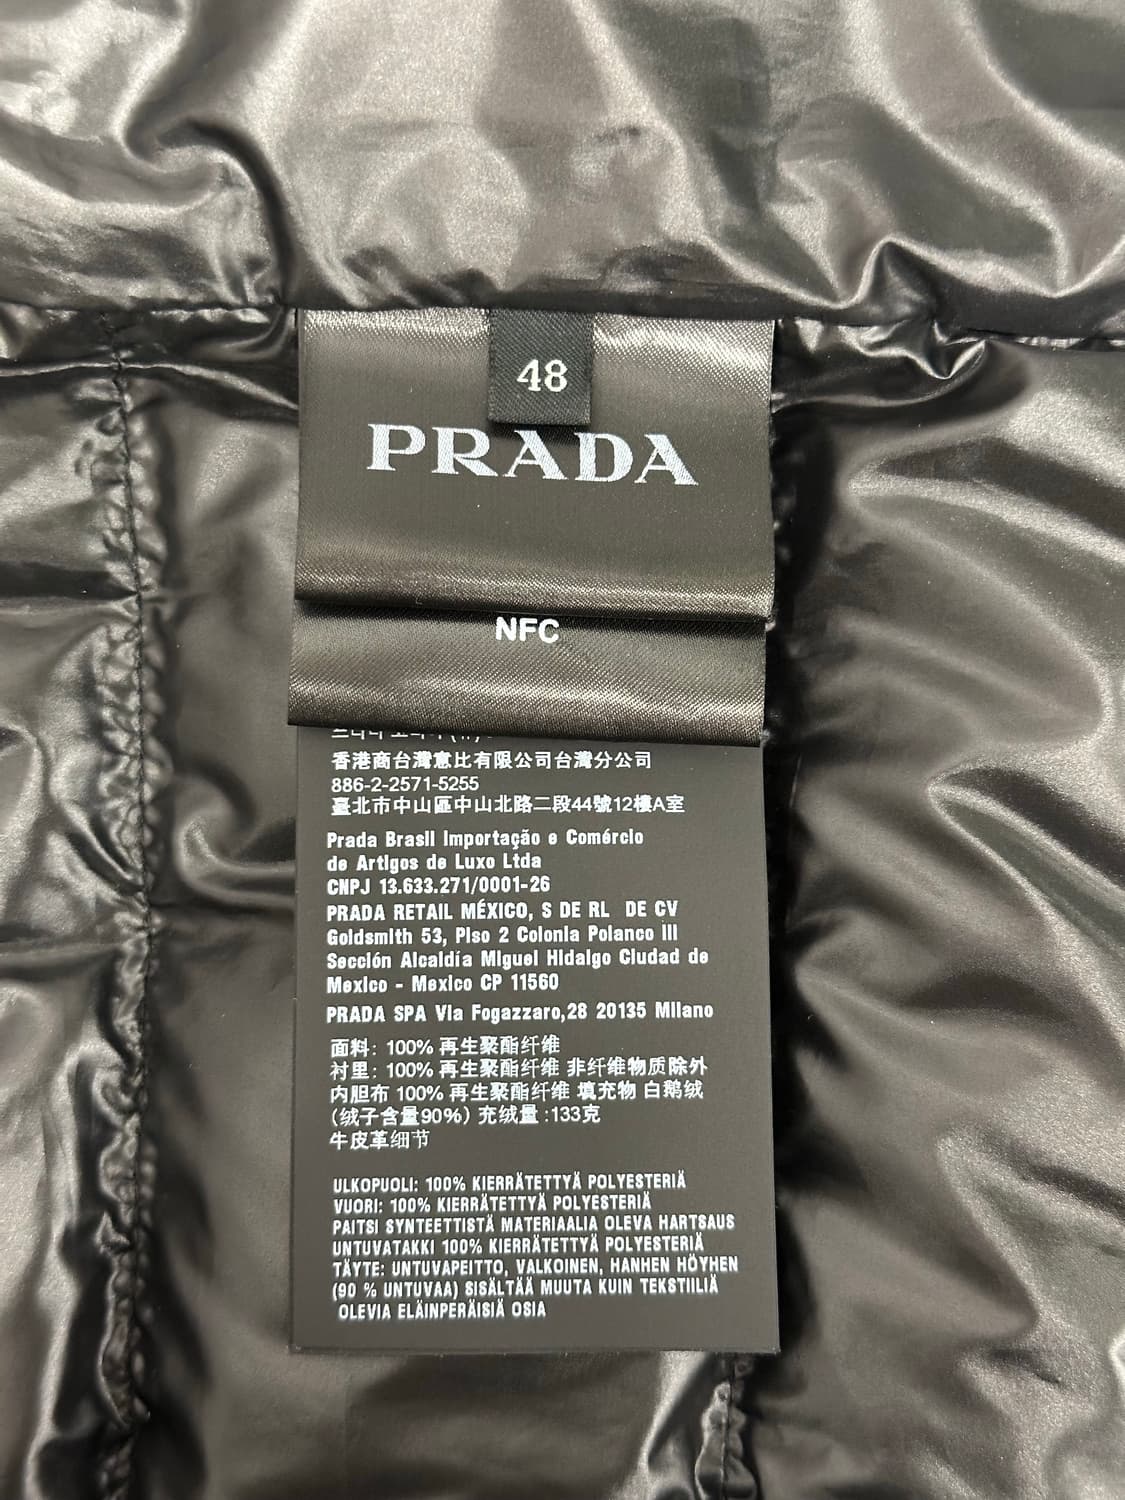 48
PRADA
NFC
香港商台灣意比有限公司台灣分公司
886-2-2571-5255
臺北市中山區中山北路二段44號12樓A室
Prada Brasil Importação e Comércio
de Artigos de Luxo Ltda
CNPJ 13.633.271/0001-26
PRADA RETAIL MÉXICO, S DE RL DE CV
Goldsmith 53, Piso 2 Colonia Polanco III
Sección Alcaldía Miguel Hidalgo Ciudad de
Mexico - Mexico CP 11560
PRADA SPA Via Fogazzaro,28 20135 Milano
面料: 100% 再生聚酯纤维
衬里: 100% 再生聚酯纤维 非纤维物质除外
内胆布 100% 再生聚酯纤维 填充物 白鹅绒
(绒子含量90%) 充绒量 :133克
牛皮革细节
ULKOPUOLI: 100% KIERRÄTETTYÄ POLYESTERIÄ
VUORI: 100% KIERRÄTETTYÄ POLYESTERIÄ
PAITSI SYNTEETTISTÄ MATERIAALIA OLEVA HARTSAUS
UNTUVATAKKI 100% KIERRÄTETTYÄ POLYESTERIÄ
TÄYTE: UNTUVAPEITTO, VALKOINEN, HANHEN HÖYHEN
(90 % UNTUVAA) SISÄLTÄÄ MUUTA KUIN TEKSTIILIÄ
OLEVIA ELÄINPERÄISIÄ OSIA